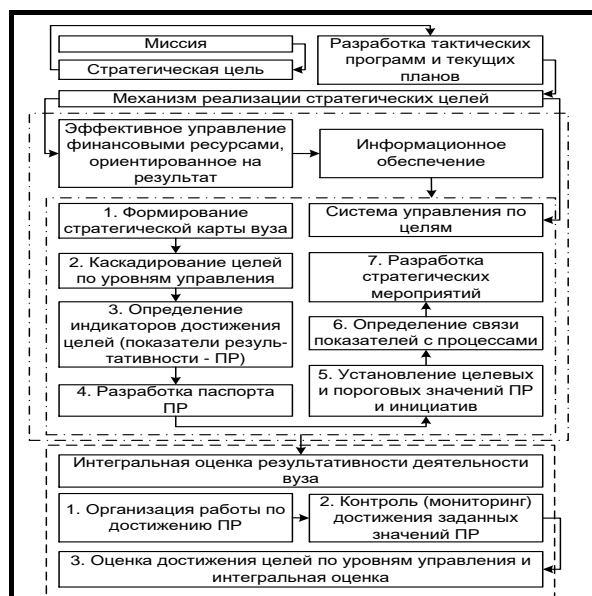 Миссия
Стратегическая цель
Разработка тактических
программ и текущих
планов
Механизм реализации стратегических целей
Эффективное управление
финансовыми ресурсами,
ориентированное на
результат
Информационное
обеспечение
1. Формирование
стратегической карты вуза
Система управления по
целям
2. Каскадирование целей
по уровням управления
3. Определение
индикаторов достижения
целей (показатели резуль-
тативности - ПР)
4. Разработка паспорта
ПР
7. Разработка
стратегических
мероприятий
6. Определение связи
показателей с процессами
5. Установление целевых
и пороговых значений ПР
и инициатив
Интегральная оценка результативности деятельности
вуза
1. Организация работы по
достижению ПР
2. Контроль (мониторинг)
достижения заданных
значений ПР
3. Оценка достижения целей по уровням управления и
интегральная оценка